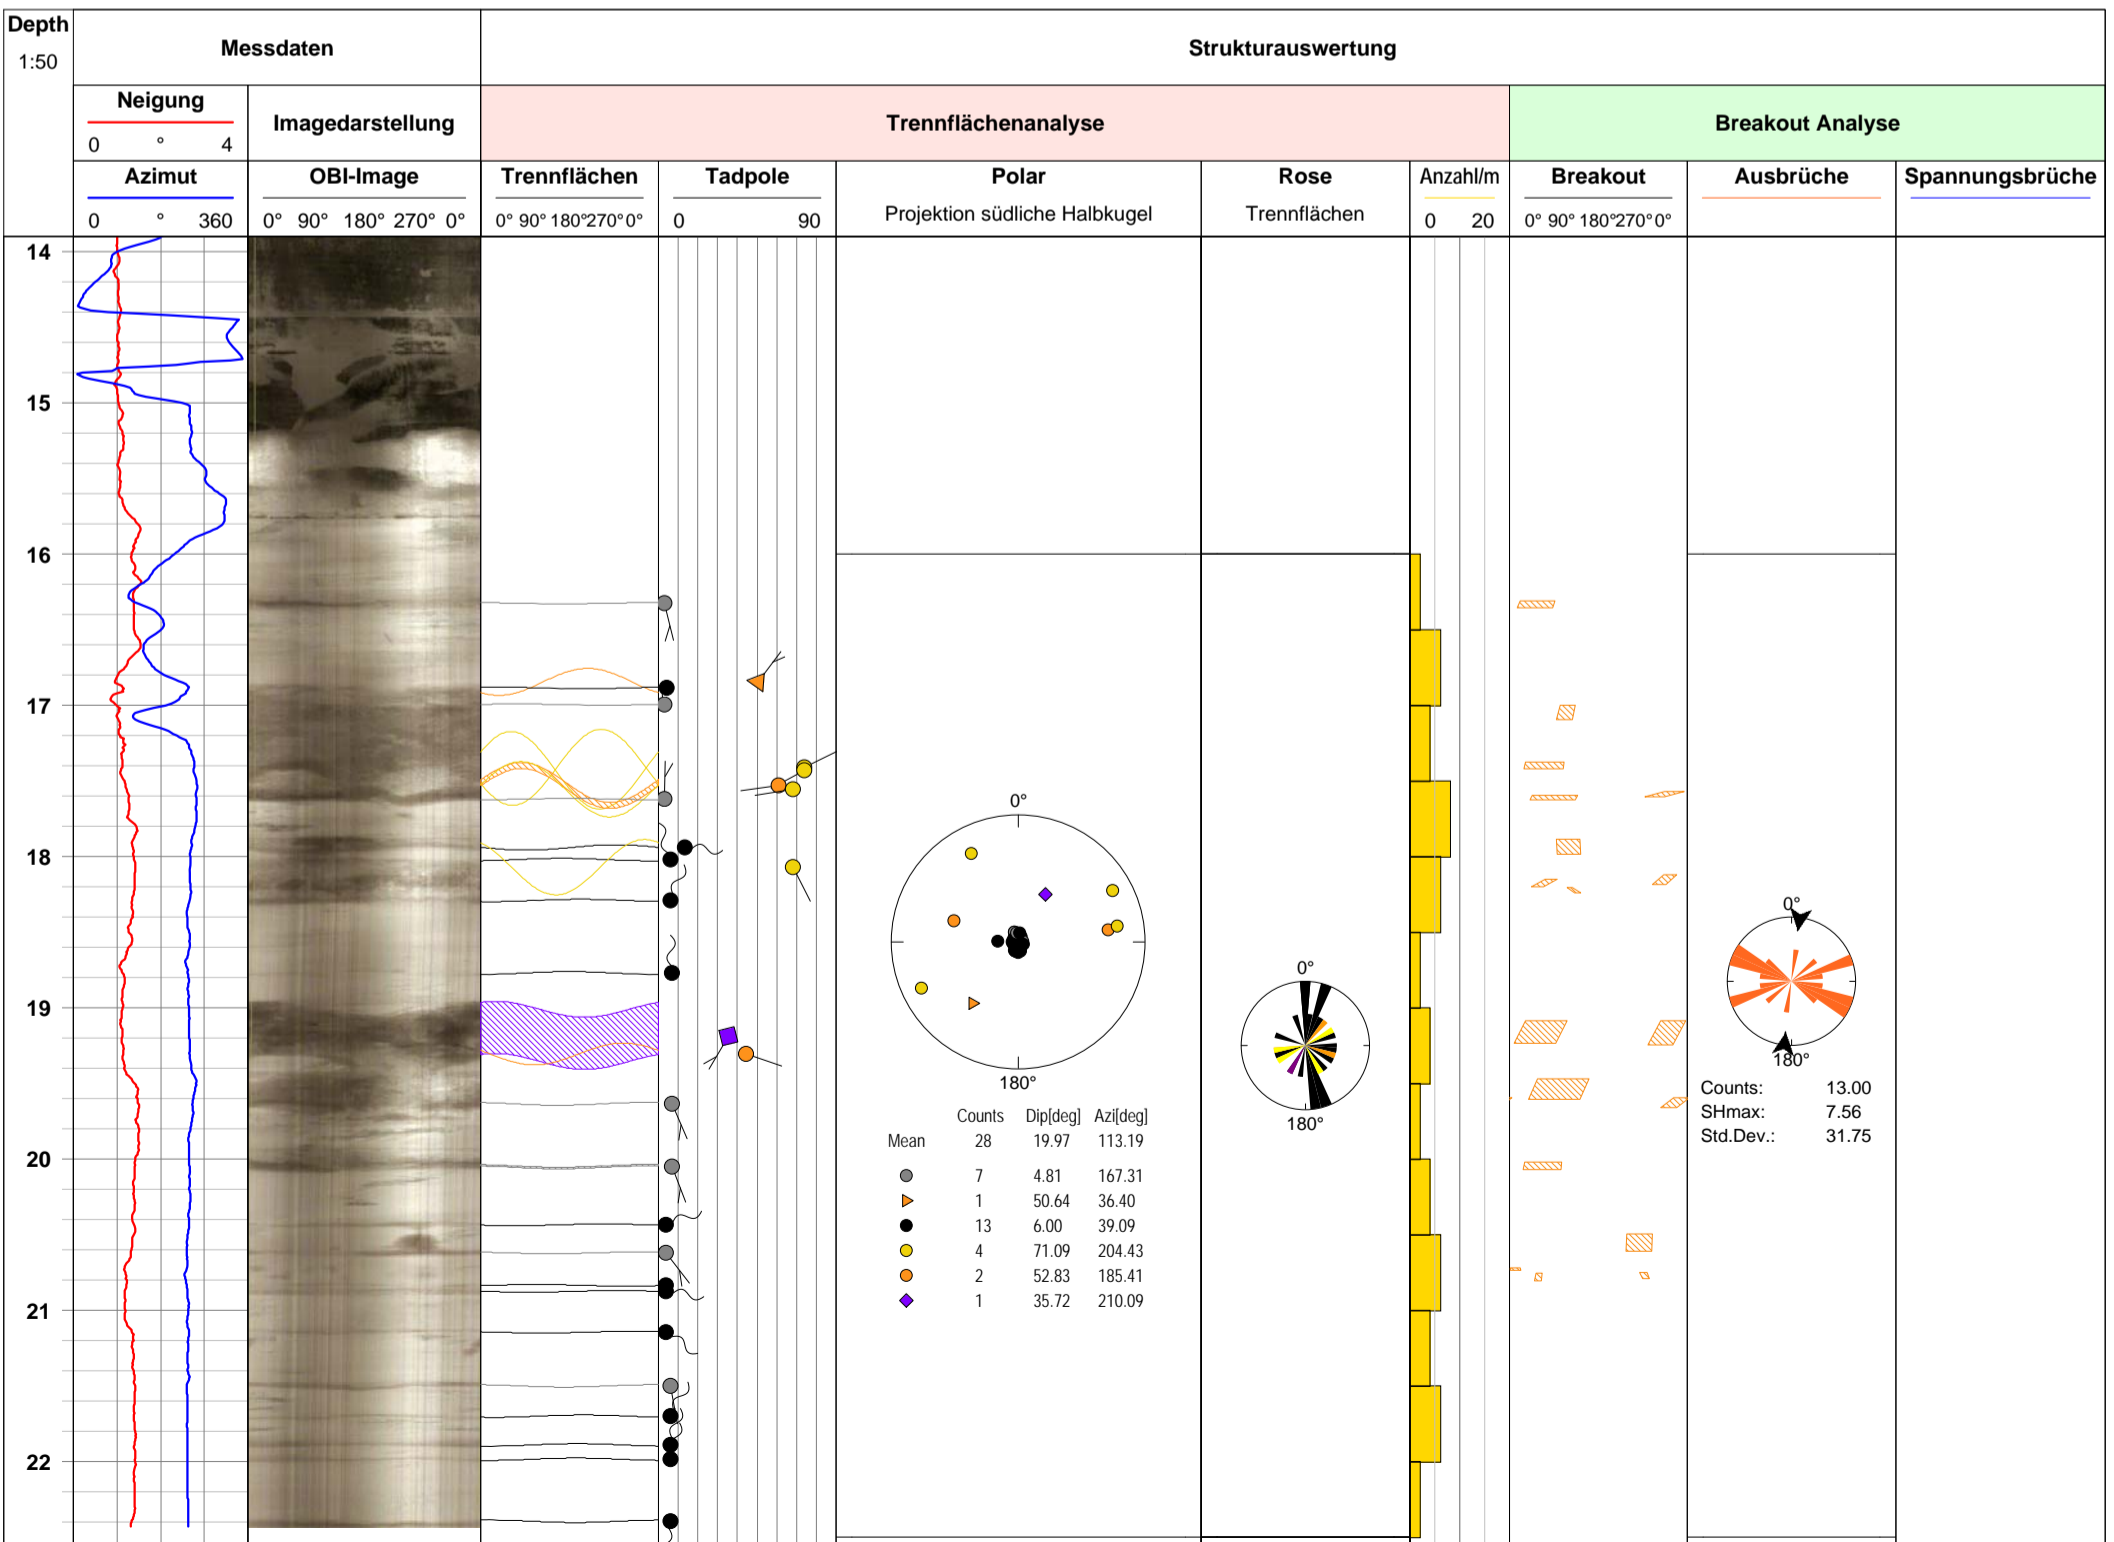 Depth
1:50
Messdaten
Strukturauswertung
Neigung
0 ° 4
Imagedarstellung
Trennflächenanalyse
Breakout Analyse
Azimut
0 ° 360
OBI-Image
0° 90° 180° 270° 0°
Trennflächen
0° 90° 180° 270° 0°
Tadpole
0 90
Polar
Projektion südliche Halbkugel
Rose
Trennflächen
Anzahl/m
0 20
Breakout
0° 90° 180° 270° 0°
Ausbrüche
Spannungsbrüche
14
15
16
17
18
19
20
21
22
0°
180°
Counts Dip[deg] Azi[deg]
Mean 28 19.97 113.19
7 4.81 167.31
1 50.64 36.40
13 6.00 39.09
4 71.09 204.43
2 52.83 185.41
1 35.72 210.09
0°
180°
0°
180°
Counts: 13.00
SHmax: 7.56
Std.Dev.: 31.75